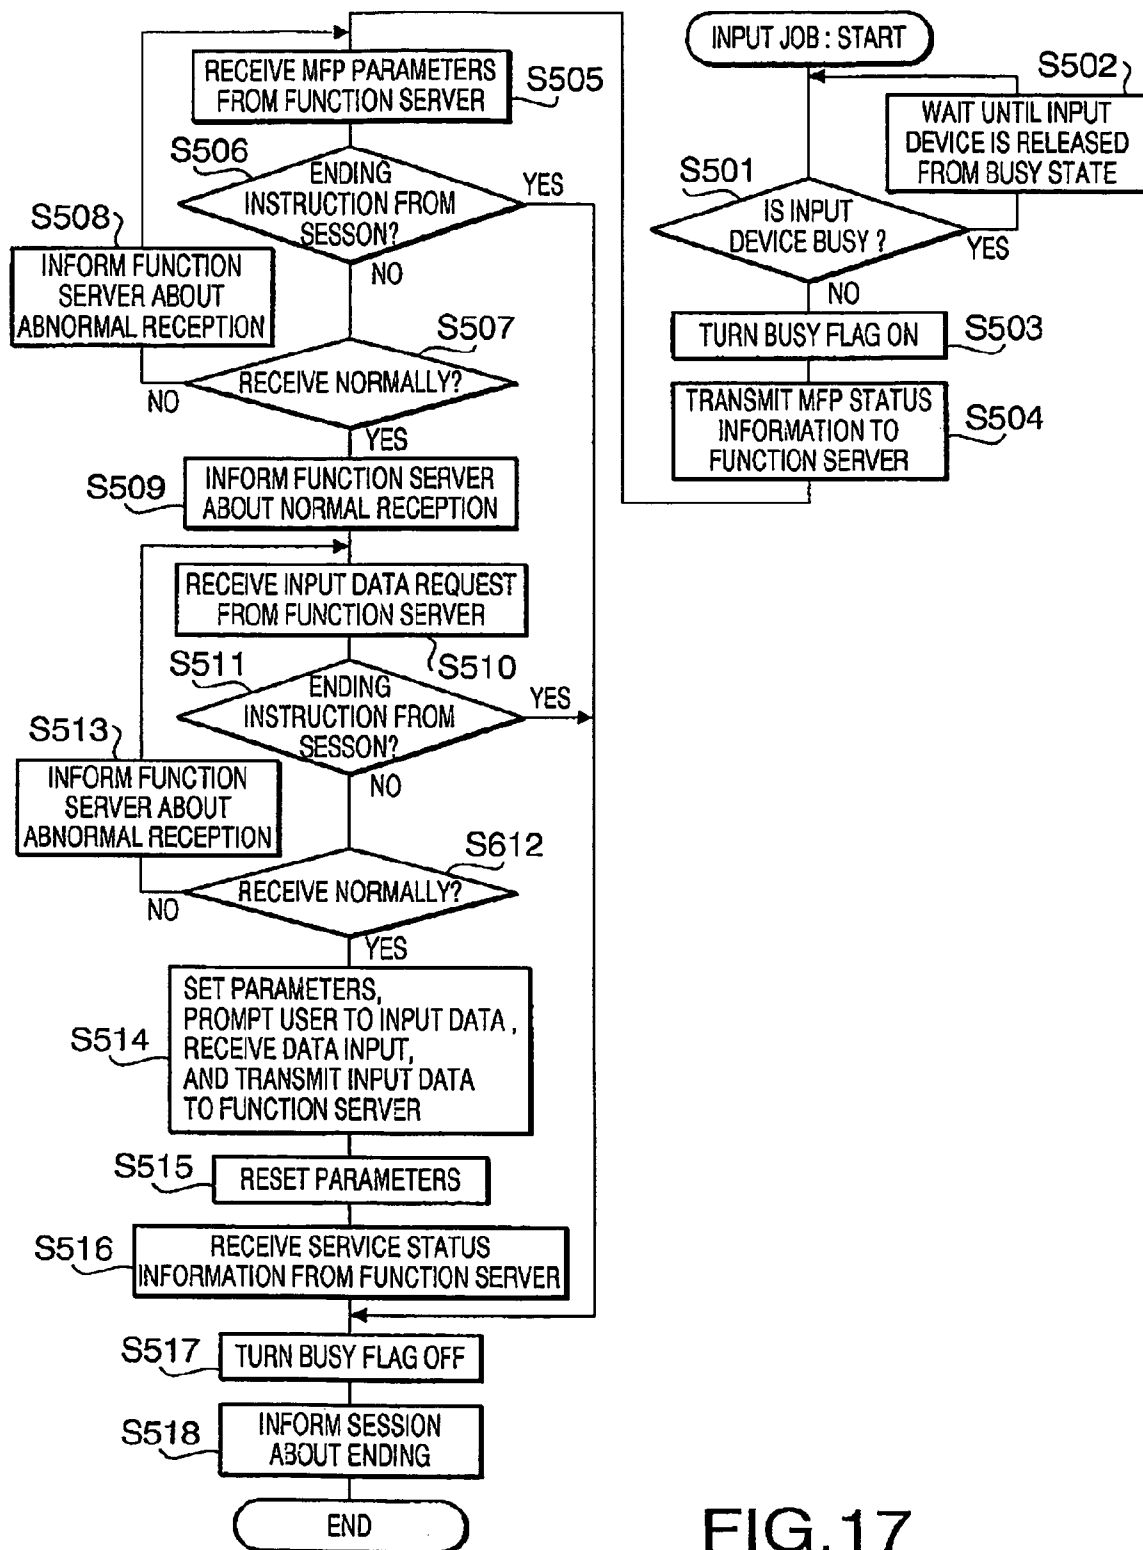 INPUT JOB : START
S502
WAIT UNTIL INPUT
DEVICE IS RELEASED
FROM BUSY STATE
S501
IS INPUT
DEVICE BUSY ?
YES
NO
TURN BUSY FLAG ON
S503
TRANSMIT MFP STATUS
INFORMATION TO
FUNCTION SERVER
S504
RECEIVE MFP PARAMETERS
FROM FUNCTION SERVER
S505
S506
ENDING
INSTRUCTION FROM
SESSON?
YES
NO
S508
INFORM FUNCTION
SERVER ABOUT
ABNORMAL RECEPTION
S507
RECEIVE NORMALLY?
NO
YES
S509
INFORM FUNCTION SERVER
ABOUT NORMAL RECEPTION
RECEIVE INPUT DATA REQUEST
FROM FUNCTION SERVER
S510
S511
ENDING
INSTRUCTION FROM
SESSON?
YES
NO
S513
INFORM FUNCTION
SERVER ABOUT
ABNORMAL RECEPTION
S612
RECEIVE NORMALLY?
NO
YES
S514
SET PARAMETERS,
PROMPT USER TO INPUT DATA ,
RECEIVE DATA INPUT,
AND TRANSMIT INPUT DATA
TO FUNCTION SERVER
S515
RESET PARAMETERS
S516
RECEIVE SERVICE STATUS
INFORMATION FROM FUNCTION SERVER
S517
TURN BUSY FLAG OFF
S518
INFORM SESSION
ABOUT ENDING
END
FIG.17